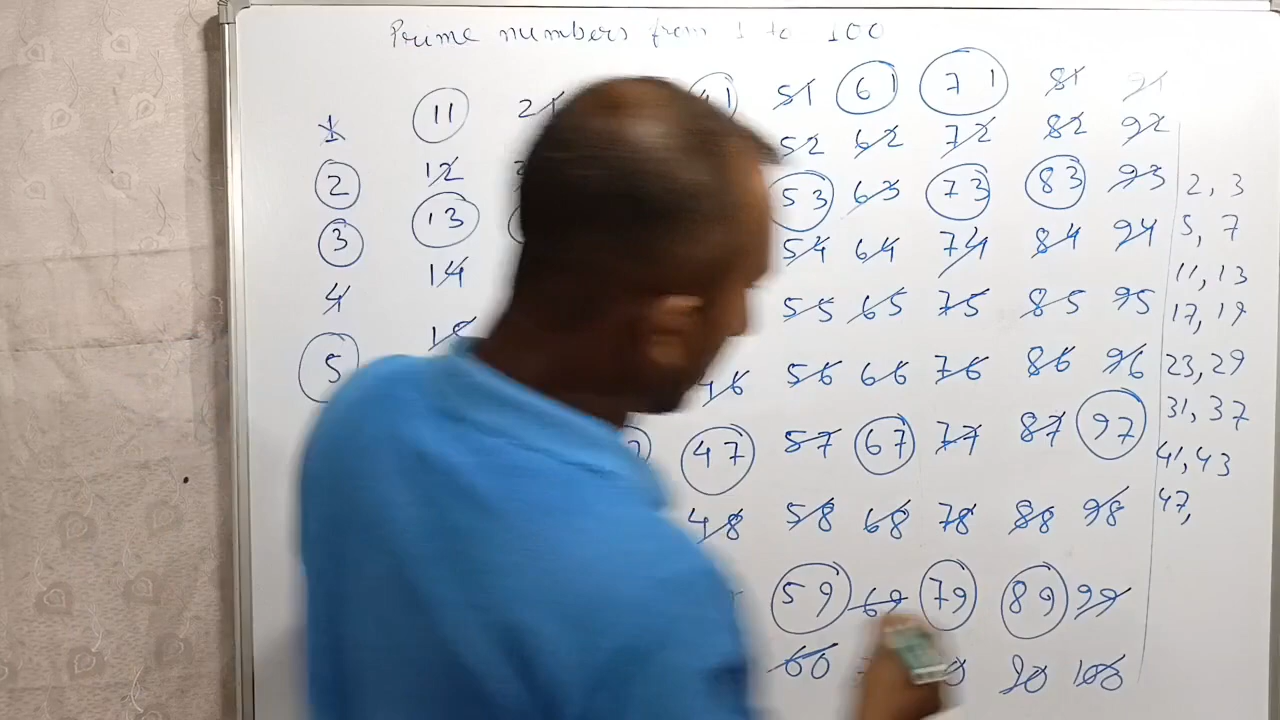 Prime numbers from 1 to 100
1 11 21 41 51 61 71 81 91
2 12 52 62 72 82 92
3 13 53 63 73 83 93
4 14 54 64 74 84 94
5 55 65 75 85 95
46 56 66 76 86 96
47 57 67 77 87 97
48 58 68 78 88 98
59 69 79 89 99
60 90 100
2, 3
5, 7
11, 13
17, 19
23, 29
31, 37
41, 43
47,